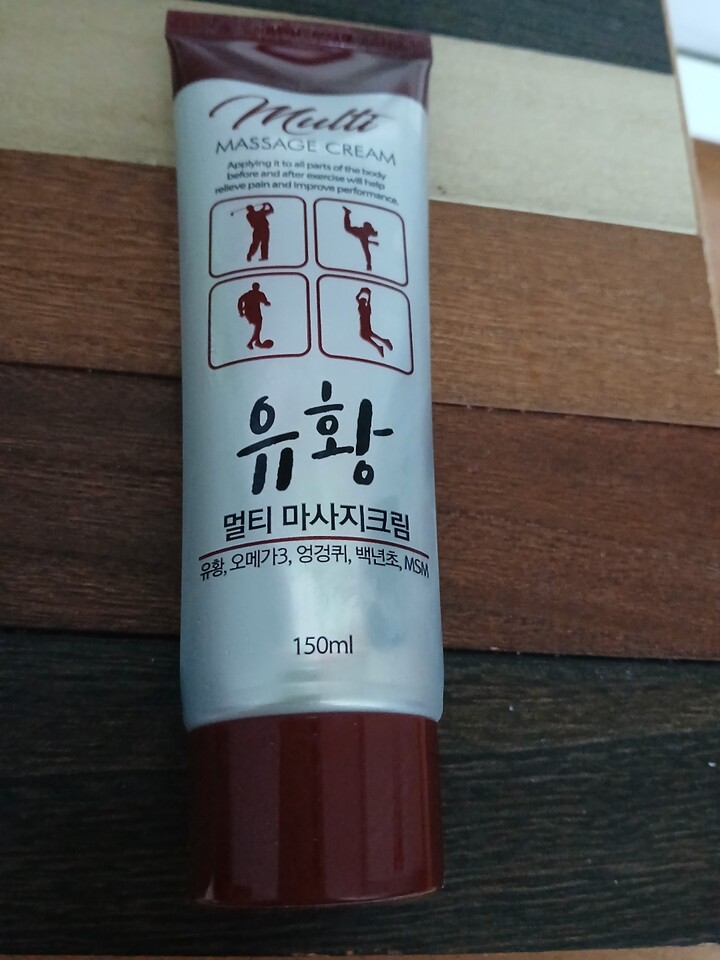 Multi
MASSAGE CREAM
Applying it to all parts of the body
before and after exercise will help
relieve pain and improve performance.
유황
멀티 마사지크림
유황, 오메가3, 엉겅퀴, 백년초, MSM
150ml